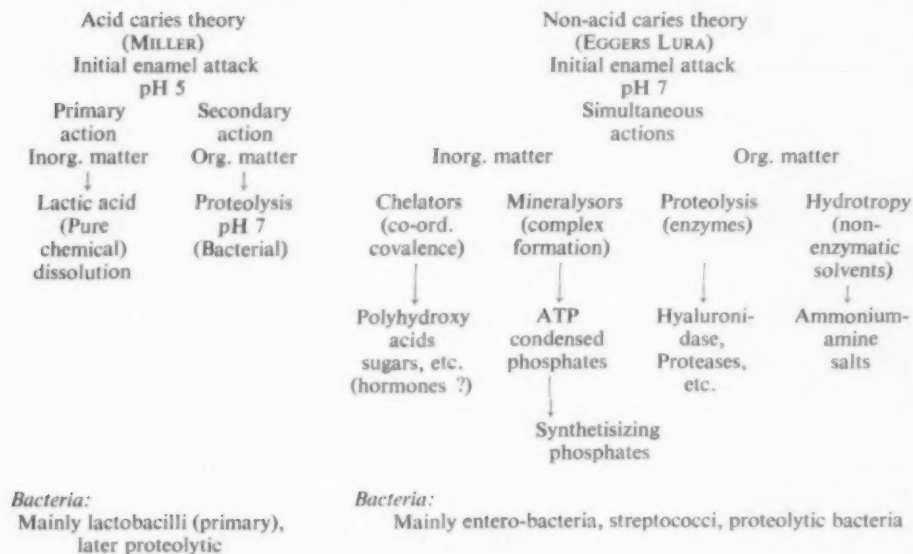 Acid caries theory
(MILLER)
Initial enamel attack
pH 5
Primary
action
Inorg. matter
Lactic acid
(Pure
chemical)
dissolution
Secondary
action
Org. matter
Proteolysis
pH 7
(Bacterial)
Bacteria:
Mainly lactobacilli (primary),
later proteolytic
Non-acid caries theory
(EGGERS LURA)
Initial enamel attack
pH 7
Simultaneous
actions
Inorg. matter
Chelators
(co-ord.
covalence)
Polyhydroxy
acids
sugars, etc.
(hormones ?)
Mineralysors
(complex
formation)
ATP
condensed
phosphates
Synthetisizing
phosphates
Org. matter
Proteolysis
(enzymes)
Hyaluroni-
dase,
Proteases,
etc.
Hydrotropy
(non-
enzymatic
solvents)
Ammonium-
amine
salts
Bacteria:
Mainly entero-bacteria, streptococci, proteolytic bacteria